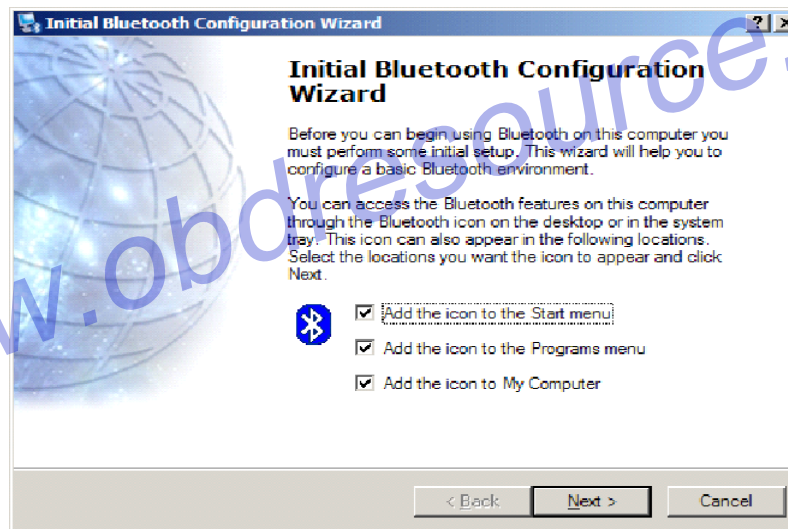 Initial Bluetooth Configuration Wizard
Initial Bluetooth Configuration
Wizard
Before you can begin using Bluetooth on this computer you
must perform some initial setup. This wizard will help you to
configure a basic Bluetooth environment.
You can access the Bluetooth features on this computer
through the Bluetooth icon on the desktop or in the system
tray. This icon can also appear in the following locations.
Select the locations you want the icon to appear and click
Next.
Add the icon to the Start menu
Add the icon to the Programs menu
Add the icon to My Computer
< Back
Next >
Cancel
w.obdresource.